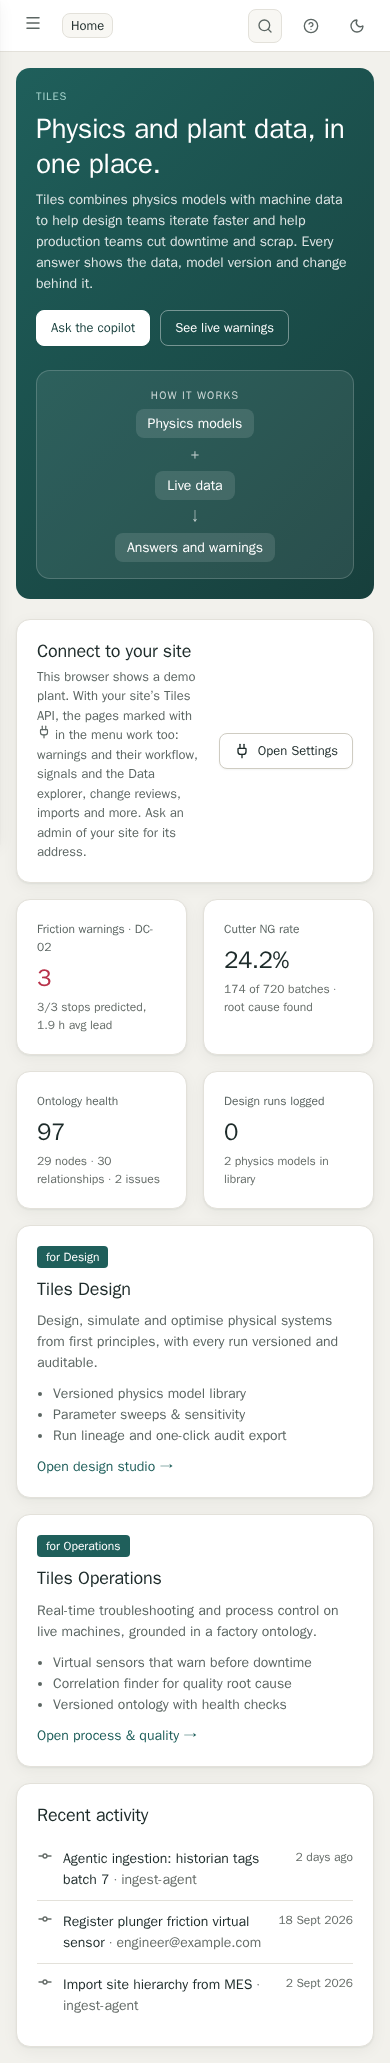 Home
TILES
Physics and plant data, in
one place.
Tiles combines physics models with machine data
to help design teams iterate faster and help
production teams cut downtime and scrap. Every
answer shows the data, model version and change
behind it.
Ask the copilot
See live warnings
HOW IT WORKS
Physics models
+
Live data
↓
Answers and warnings
Connect to your site
This browser shows a demo
plant. With your site's Tiles
API, the pages marked with
in the menu work too:
warnings and their workflow,
signals and the Data
explorer, change reviews,
imports and more. Ask an
admin of your site for its
address.
Open Settings
Friction warnings · DC-
02
3
3/3 stops predicted,
1.9 h avg lead
Cutter NG rate
24.2%
174 of 720 batches ·
root cause found
Ontology health
97
29 nodes · 30
relationships · 2 issues
Design runs logged
0
2 physics models in
library
for Design
Tiles Design
Design, simulate and optimise physical systems
from first principles, with every run versioned and
auditable.
• Versioned physics model library
• Parameter sweeps & sensitivity
• Run lineage and one-click audit export
Open design studio →
for Operations
Tiles Operations
Real-time troubleshooting and process control on
live machines, grounded in a factory ontology.
• Virtual sensors that warn before downtime
• Correlation finder for quality root cause
• Versioned ontology with health checks
Open process & quality →
Recent activity
Agentic ingestion: historian tags
batch 7 · ingest-agent
2 days ago
Register plunger friction virtual
sensor · engineer@example.com
18 Sept 2026
Import site hierarchy from MES ·
ingest-agent
2 Sept 2026